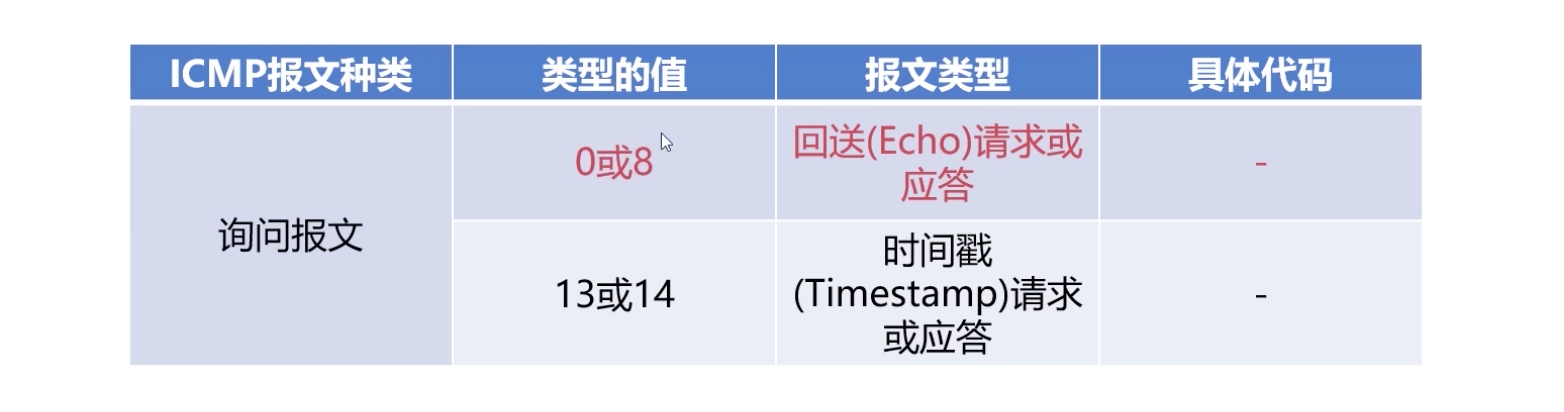 ICMP报文种类 类型的值 报文类型 具体代码
询问报文
0或8
回送(Echo)请求或
应答
-
13或14
时间戳
(Timestamp)请求
或应答
-